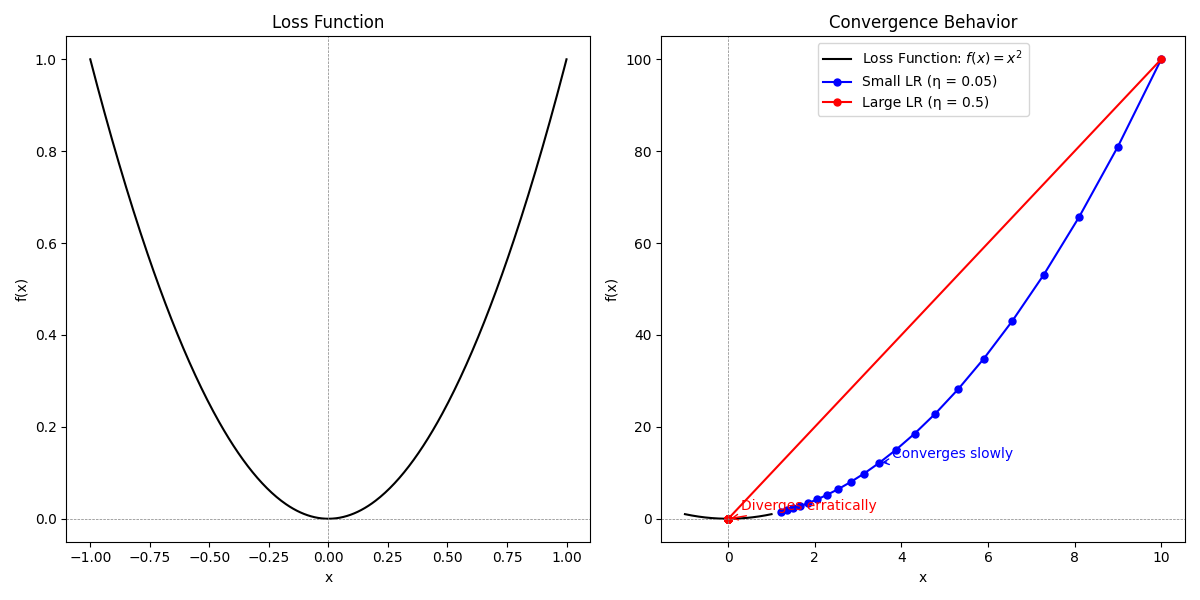 Loss Function
f(x)
1.0
0.8
0.6
0.4
0.2
0.0
−1.00 −0.75 −0.50 −0.25 0.00 0.25 0.50 0.75 1.00
x
Convergence Behavior
Loss Function: f(x) = x²
Small LR (η = 0.05)
Large LR (η = 0.5)
f(x)
100
80
60
40
20
0
Converges slowly
Diverges erratically
0 2 4 6 8 10
x